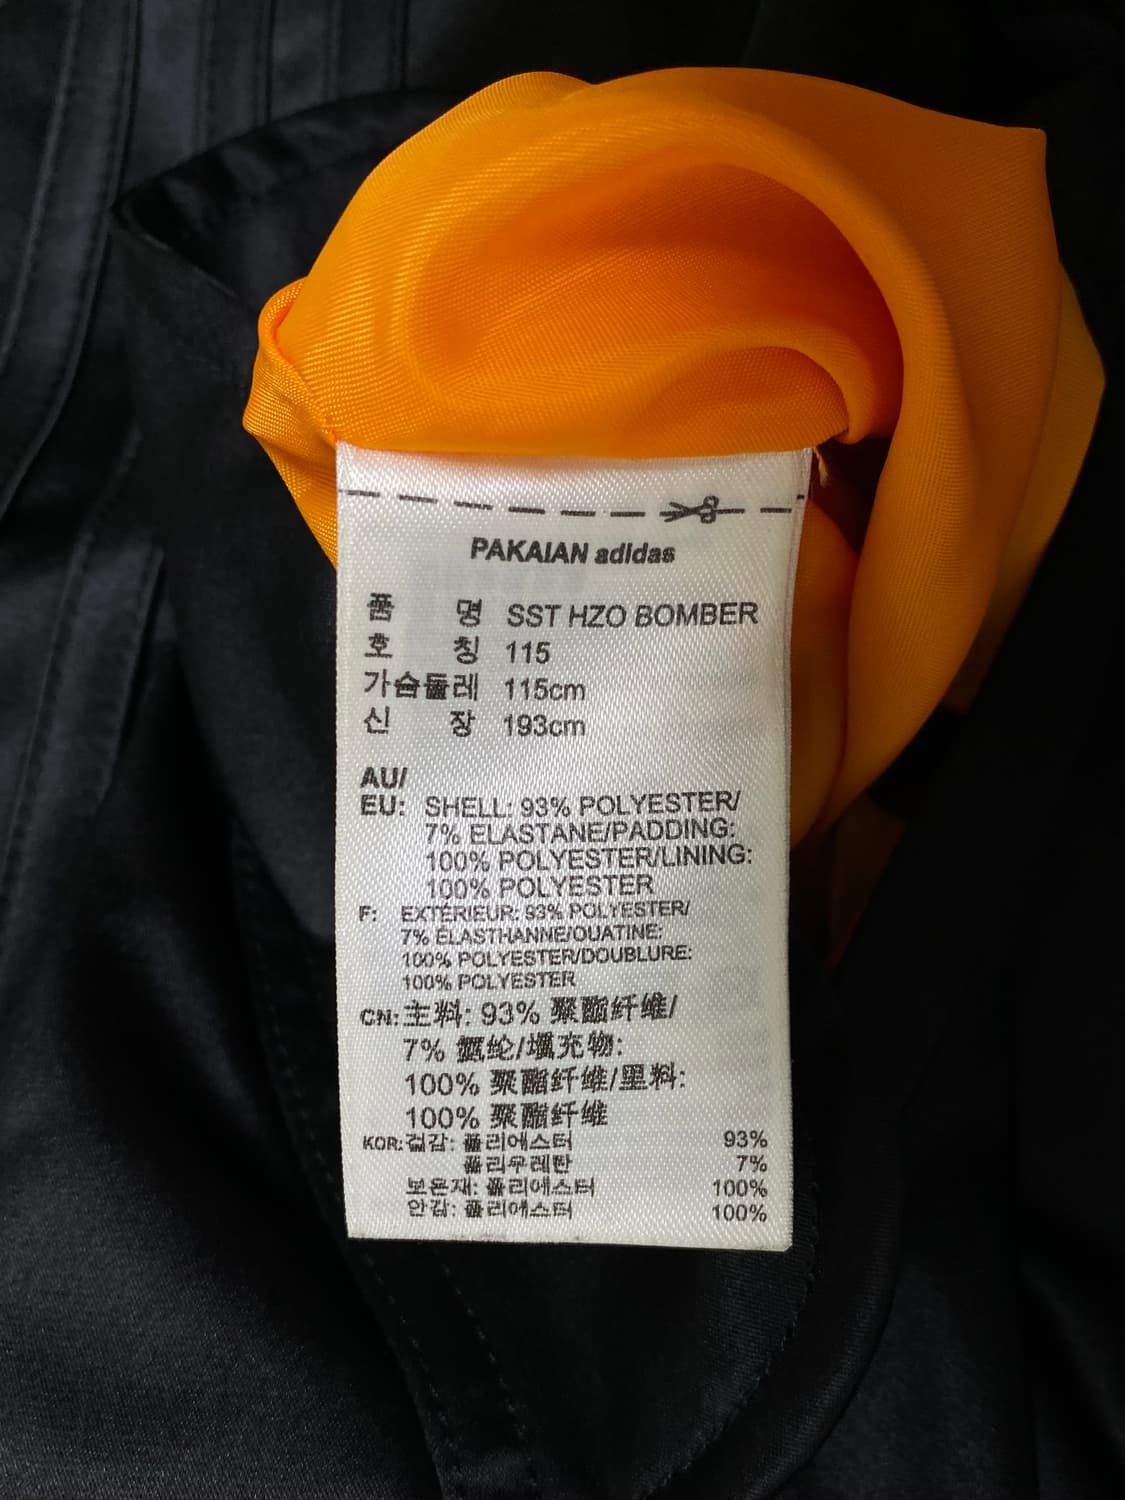 PAKAIAN adidas
품 명 SST HZO BOMBER
호 칭 115
가슴둘레 115cm
신 장 193cm
AU/
EU: SHELL: 93% POLYESTER/
7% ELASTANE/PADDING:
100% POLYESTER/LINING:
100% POLYESTER
F: EXTÉRIEUR: 93% POLYESTER/
7% ÉLASTHANNE/OUATINE:
100% POLYESTER/DOUBLURE:
100% POLYESTER
CN: 主料: 93% 聚酯纤维/
7% 氨纶/填充物:
100% 聚酯纤维/里料:
100% 聚酯纤维
KOR: 겉감: 폴리에스터 93%
폴리우레탄 7%
보온재: 폴리에스터 100%
안감: 폴리에스터 100%